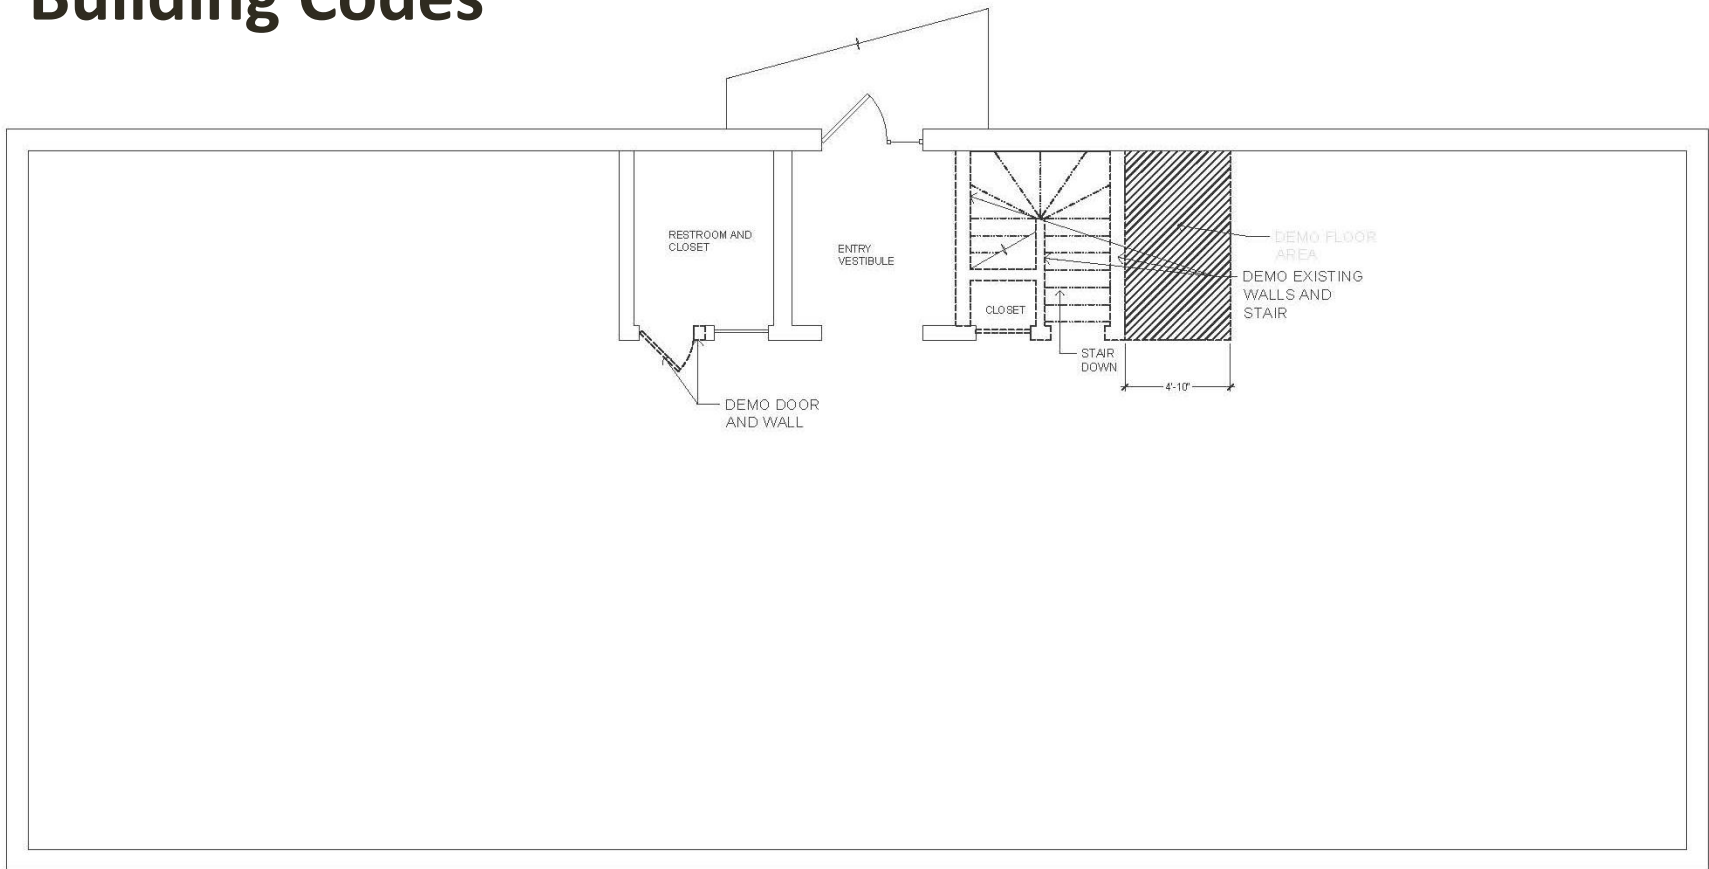 Building Codes
RESTROOM AND
CLOSET
ENTRY
VESTIBULE
DEMO FLOOR
AREA
DEMO EXISTING
WALLS AND
STAIR
CLOSET
STAIR
DOWN
4'-10"
DEMO DOOR
AND WALL